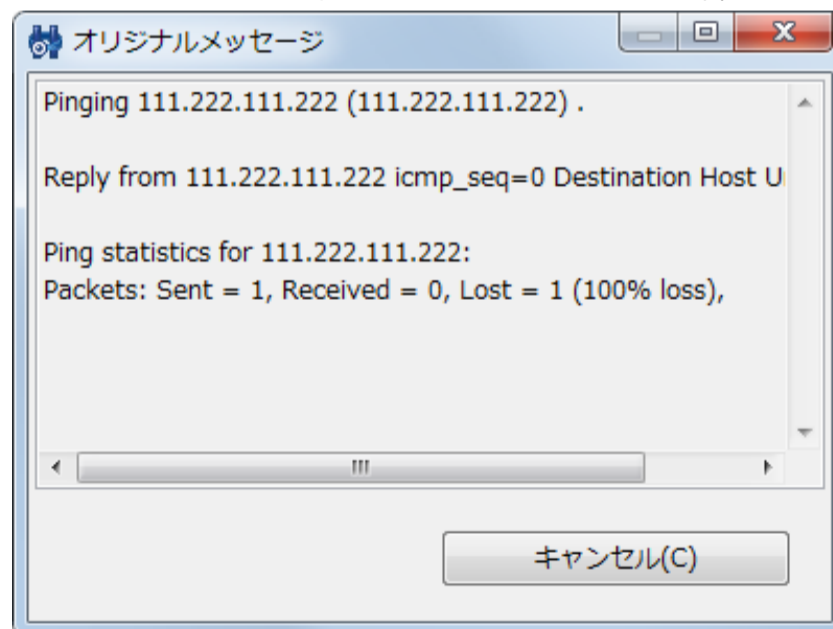 オリジナルメッセージ
Pinging 111.222.111.222 (111.222.111.222) .
Reply from 111.222.111.222 icmp_seq=0 Destination Host
Ping statistics for 111.222.111.222:
Packets: Sent = 1, Received = 0, Lost = 1 (100% loss),
キャンセル(C)